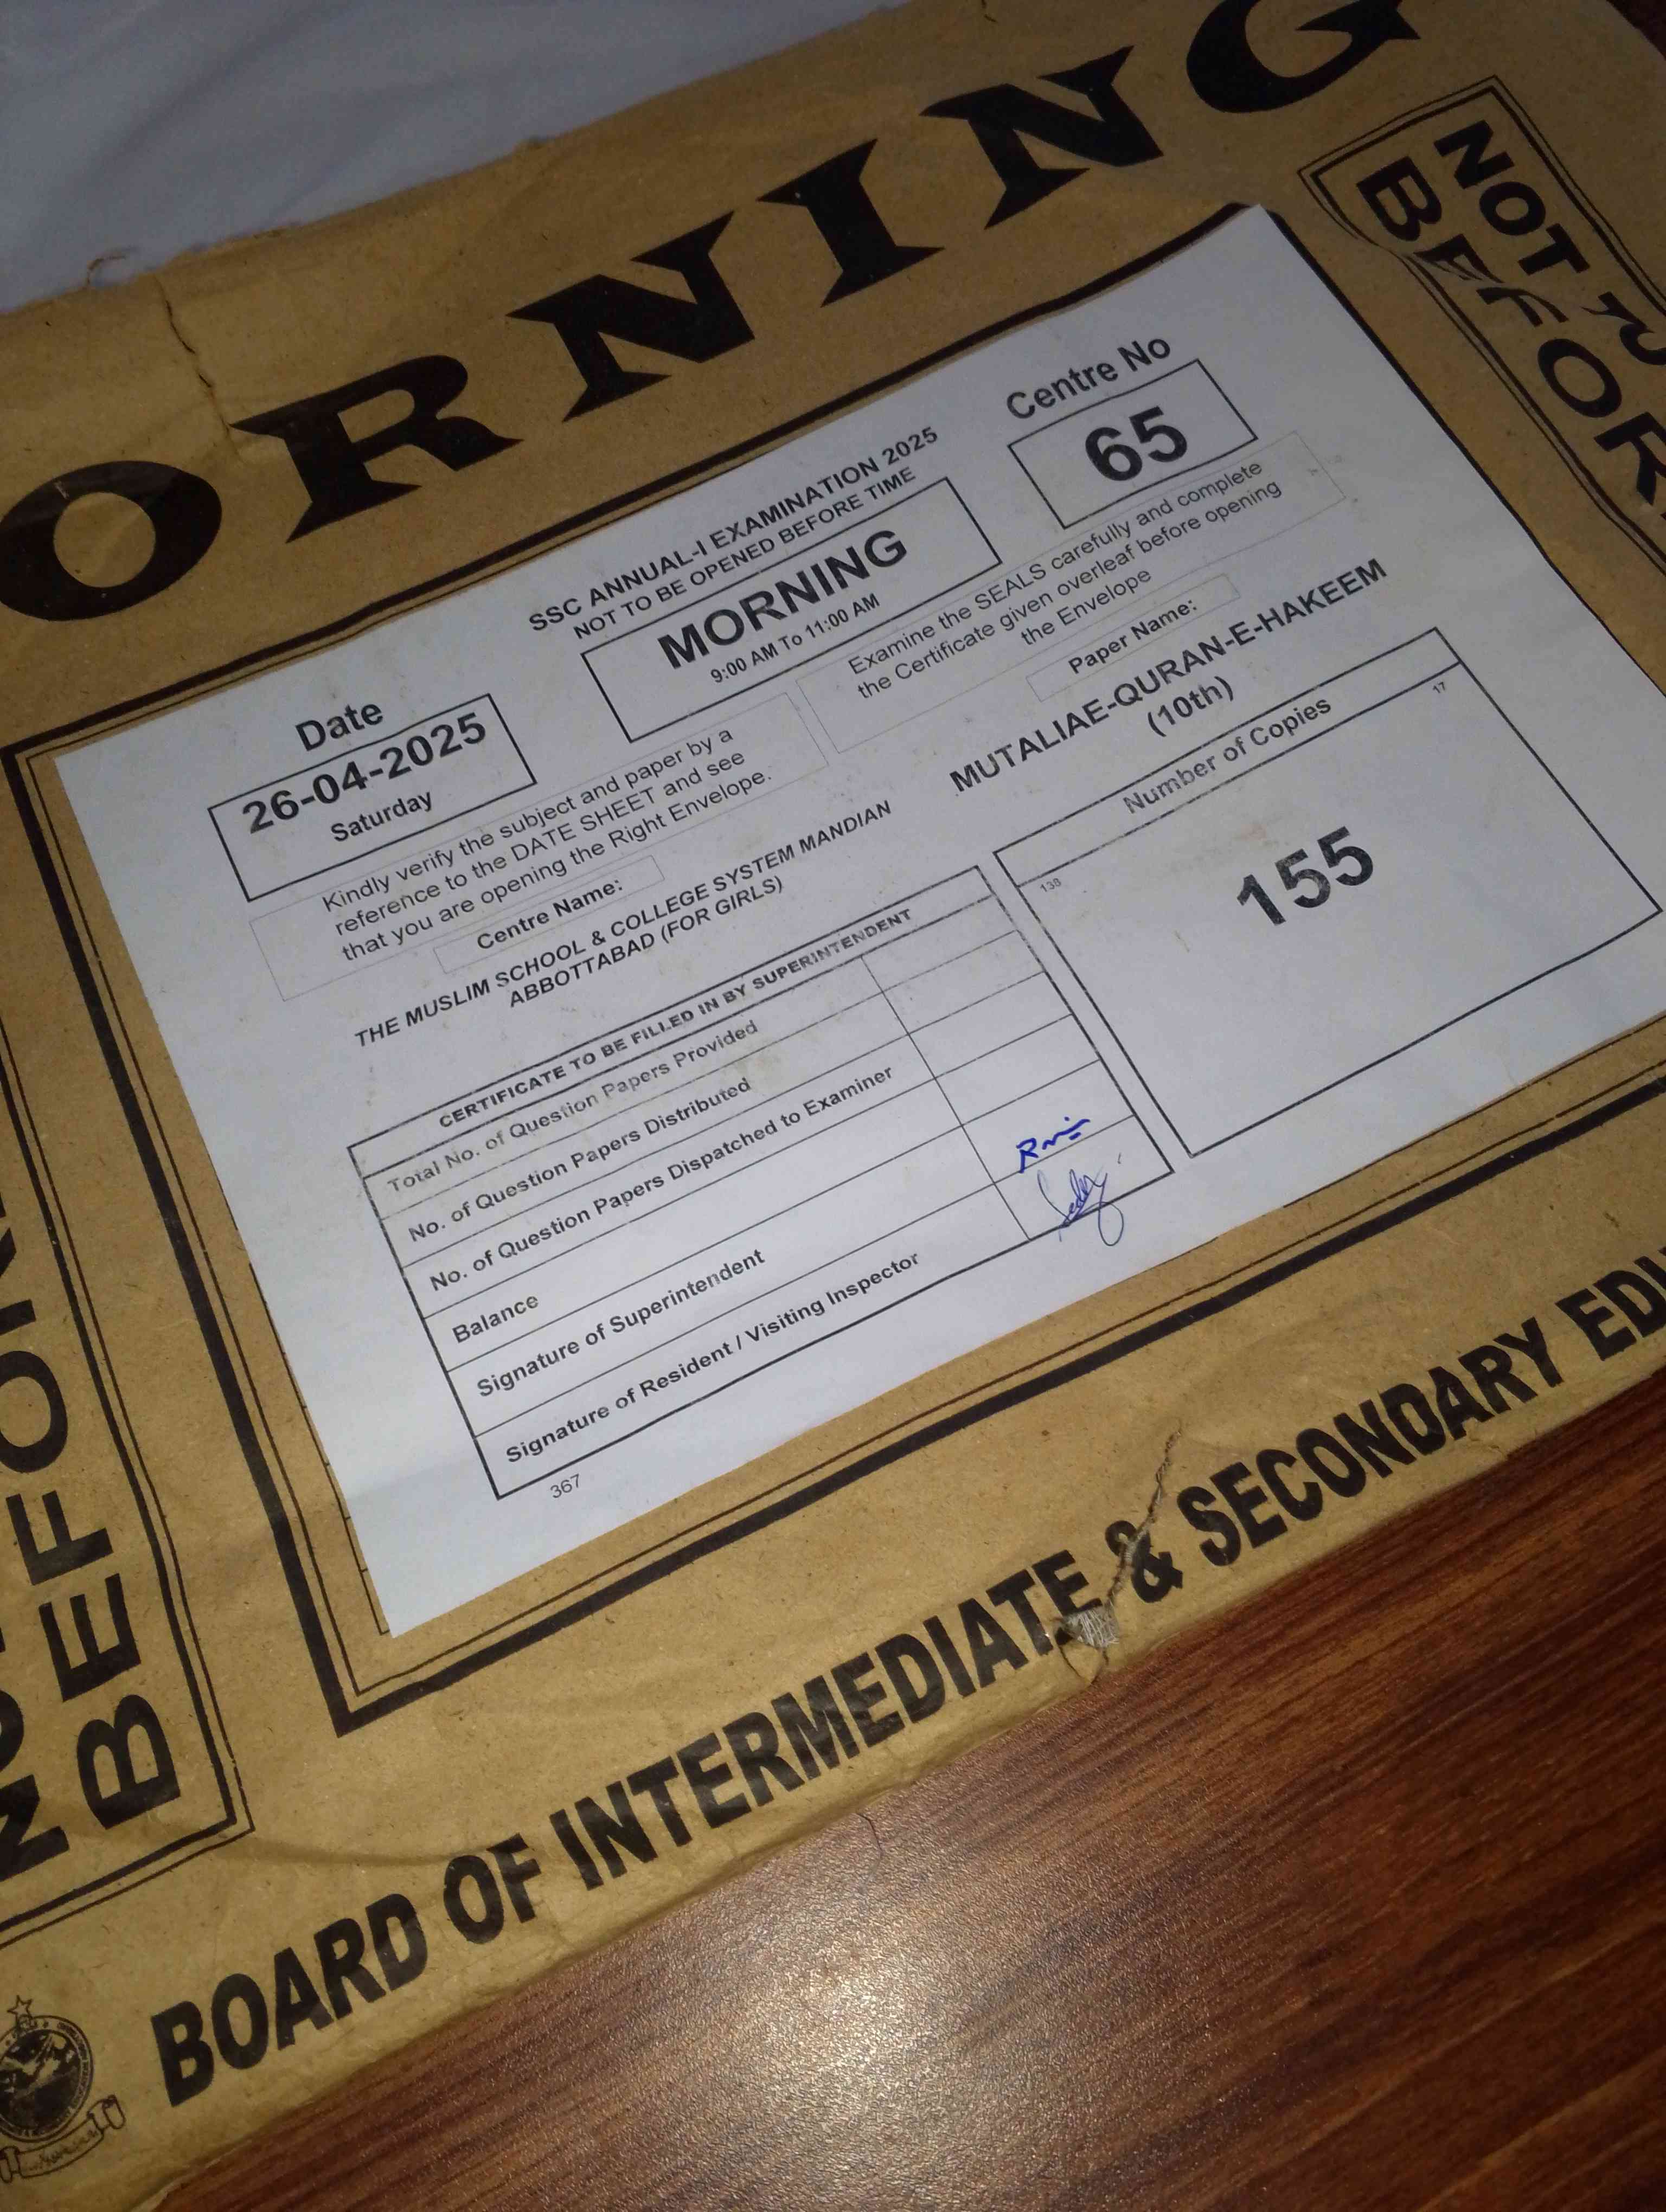 ORNING
NOT TO
BEFOR
SSC ANNUAL-I EXAMINATION 2025
NOT TO BE OPENED BEFORE TIME
Centre No
65
MORNING
9:00 AM To 11:00 AM
Date
26-04-2025
Saturday
Examine the SEALS carefully and complete
the Certificate given overleaf before opening
the Envelope
Kindly verify the subject and paper by a
reference to the DATE SHEET and see
that you are opening the Right Envelope.
Paper Name:
MUTALIAE-QURAN-E-HAKEEM
(10th)
Centre Name:
THE MUSLIM SCHOOL & COLLEGE SYSTEM MANDIAN
ABBOTTABAD (FOR GIRLS)
Number of Copies
17
138
155
CERTIFICATE TO BE FILLED IN BY SUPERINTENDENT
Total No. of Question Papers Provided
No. of Question Papers Distributed
No. of Question Papers Dispatched to Examiner
Balance
Signature of Superintendent
Signature of Resident / Visiting Inspector
367
BEFOR
BOARD OF INTERMEDIATE & SECONDARY EDU